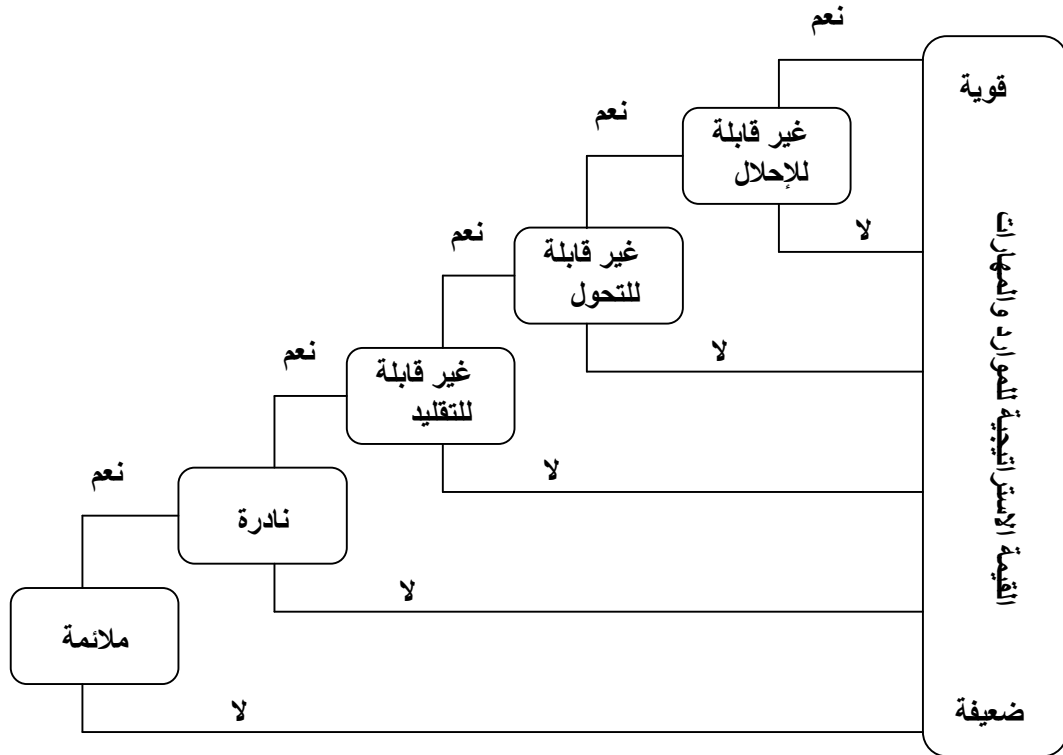 نعم
قوية
نعم
غير قابلة
للإحلال
نعم
لا
غير قابلة
للتحول
نعم
لا
غير قابلة
للتقليد
نعم
لا
نادرة
لا
ملائمة
لا
ضعيفة
القيمة الاستراتيجية للموارد والمهارات